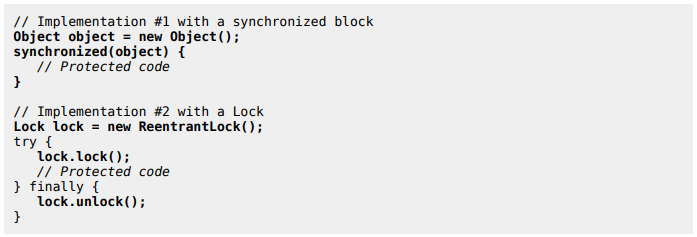 // Implementation #1 with a synchronized block
Object object = new Object();
synchronized(object) {
   // Protected code
}

// Implementation #2 with a Lock
Lock lock = new ReentrantLock();
try {
   lock.lock();
   // Protected code
} finally {
   lock.unlock();
}